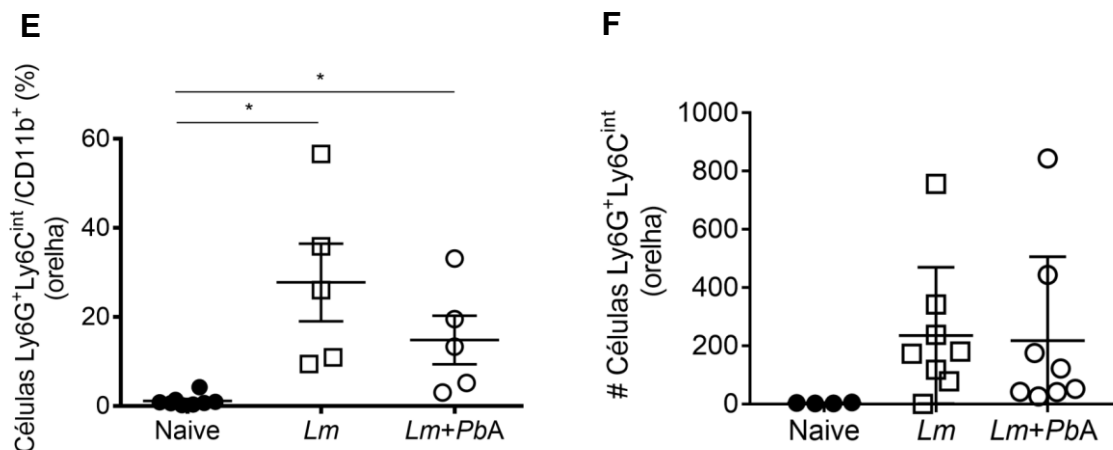 E
Células Ly6G⁺Ly6Cⁱⁿᵗ/CD11b⁺ (%)
(orelha)
*
*
60
40
20
0
Naive
Lm
Lm+PbA
F
# Células Ly6G⁺Ly6Cⁱⁿᵗ
(orelha)
1000
800
600
400
200
0
Naive
Lm
Lm+PbA